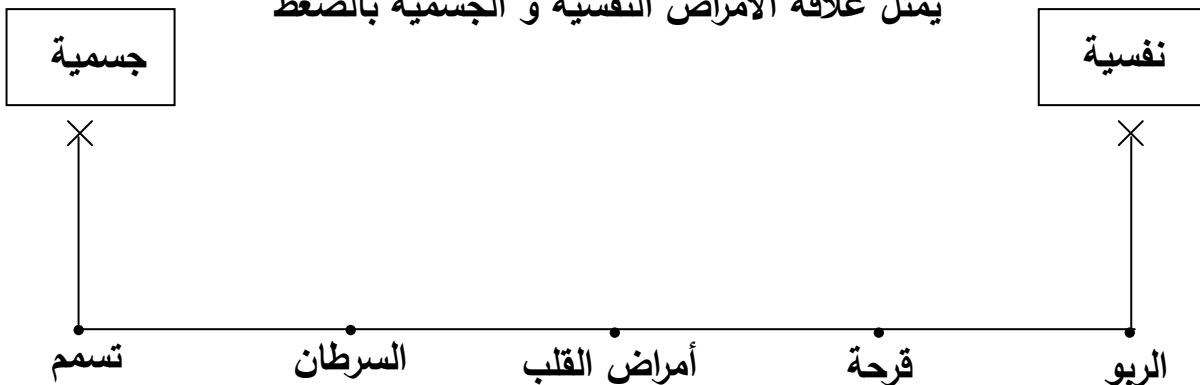 يمثل علاقة الأمراض النفسية و الجسمية بالضغط
نفسية
جسمية
الربو
قرحة
أمراض القلب
السرطان
تسمم